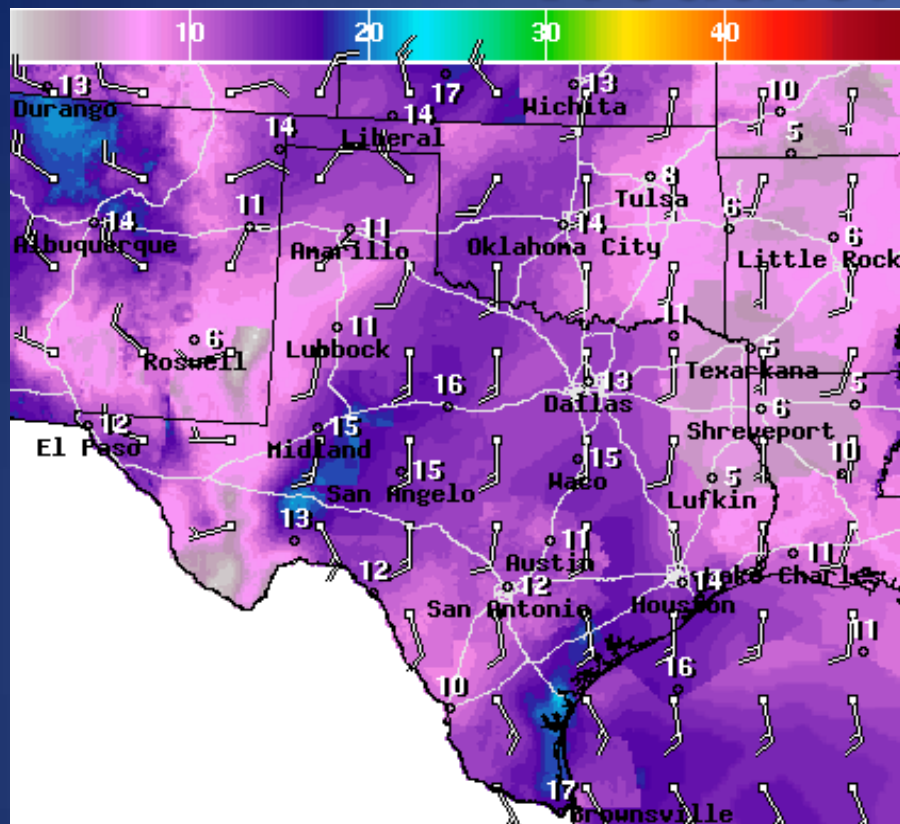 10 20 30 40
13 17 13
Durango Wichita 10
14 14
Liberal 5
8
Tulsa
14 11 11 14 6 6
Albuquerque Amarillo Oklahoma City Little Rock
6 11 11
Roswell Lubbock Texarkana 5
16 13 6 5
Dallas
12 15 Shreveport
El Paso Midland 15 15 10
San Angelo Waco 5
Lufkin
13 11 11
Austin Lake Charles
12 12 14
San Antonio Houston
11
16
10
17
Brownsville